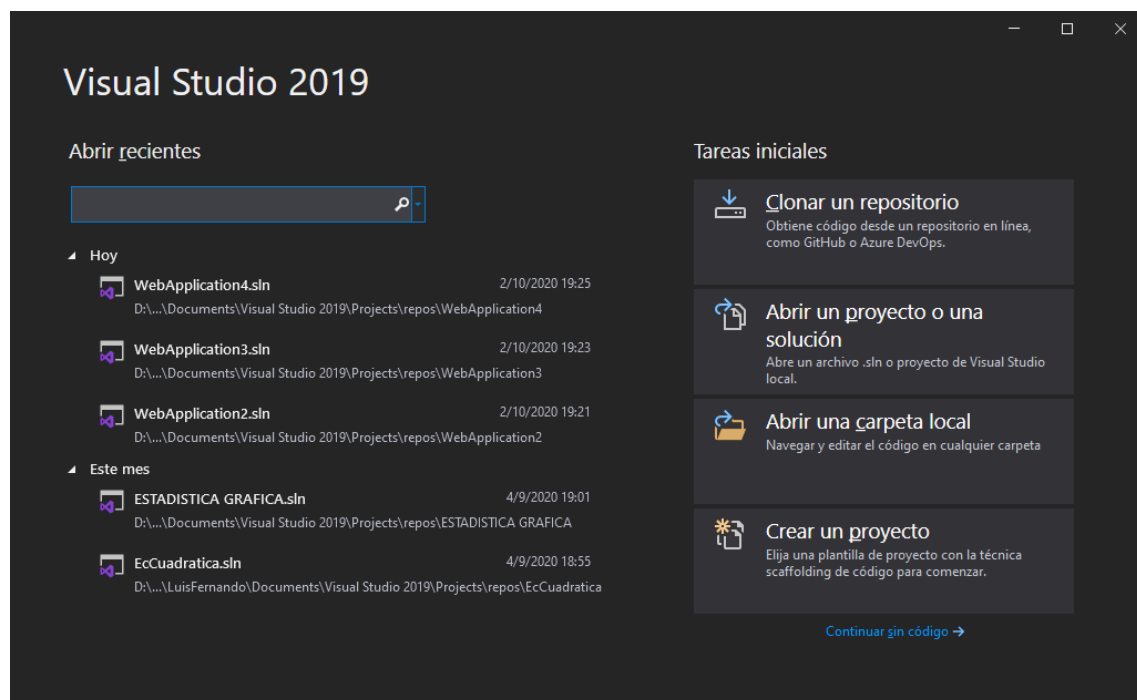 Visual Studio 2019
Abrir recientes
Hoy
WebApplication4.sln 2/10/2020 19:25
D:\...\Documents\Visual Studio 2019\Projects\repos\WebApplication4
WebApplication3.sln 2/10/2020 19:23
D:\...\Documents\Visual Studio 2019\Projects\repos\WebApplication3
WebApplication2.sln 2/10/2020 19:21
D:\...\Documents\Visual Studio 2019\Projects\repos\WebApplication2
Este mes
ESTADISTICA GRAFICA.sln 4/9/2020 19:01
D:\...\Documents\Visual Studio 2019\Projects\repos\ESTADISTICA GRAFICA
EcCuadratica.sln 4/9/2020 18:55
D:\...\LuisFernando\Documents\Visual Studio 2019\Projects\repos\EcCuadratica
Tareas iniciales
Clonar un repositorio
Obtiene código desde un repositorio en línea,
como GitHub o Azure DevOps.
Abrir un proyecto o una
solución
Abre un archivo .sln o proyecto de Visual Studio
local.
Abrir una carpeta local
Navegar y editar el código en cualquier carpeta
Crear un proyecto
Elija una plantilla de proyecto con la técnica
scaffolding de código para comenzar.
Continuar sin código →